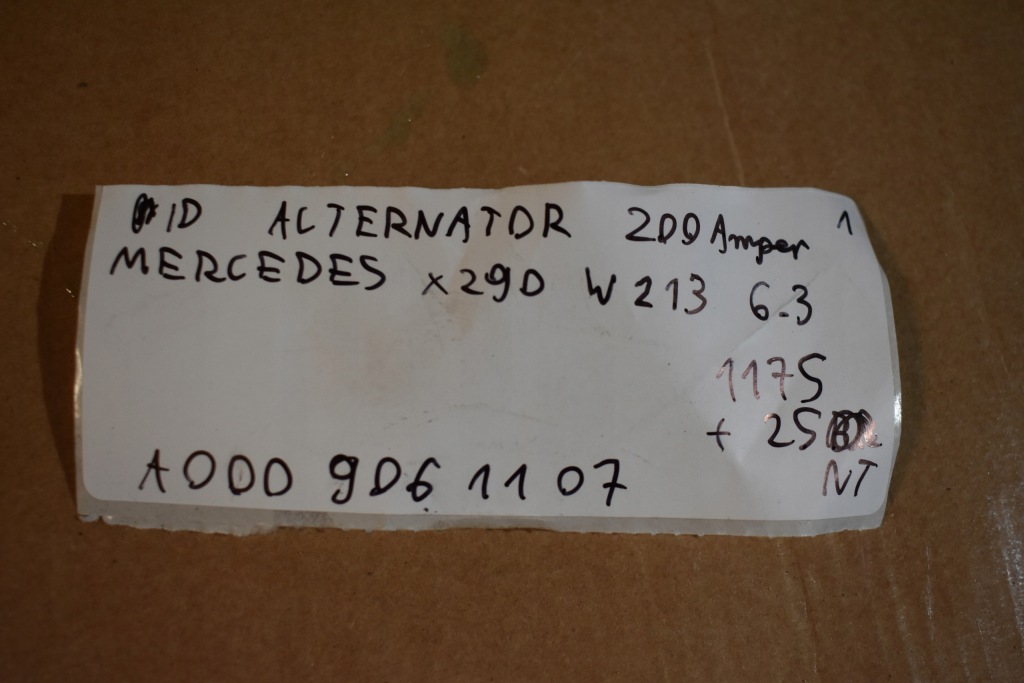 ID ALTERNATOR 200 Amper 1
MERCEDES X290 W213 6.3
1175
+ 25
NT
A000 906 11 07